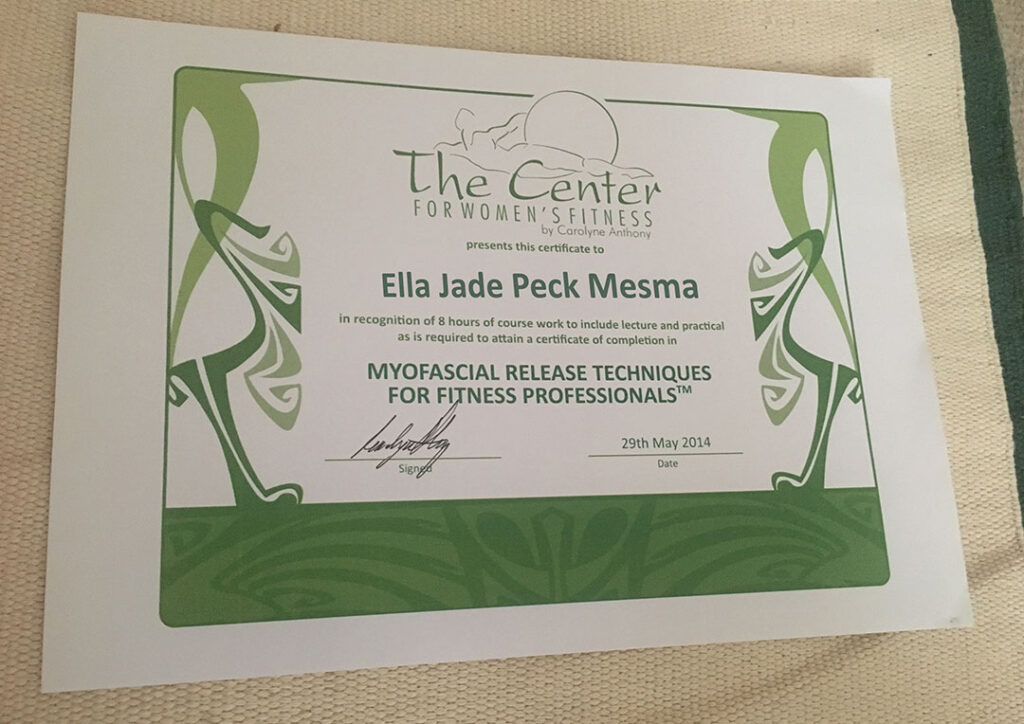 The Center
FOR WOMEN'S FITNESS
by Carolyne Anthony
presents this certificate to
Ella Jade Peck Mesma
in recognition of 8 hours of course work to include lecture and practical
as is required to attain a certificate of completion in
MYOFASCIAL RELEASE TECHNIQUES
FOR FITNESS PROFESSIONALS™
29th May 2014
Signed
Date